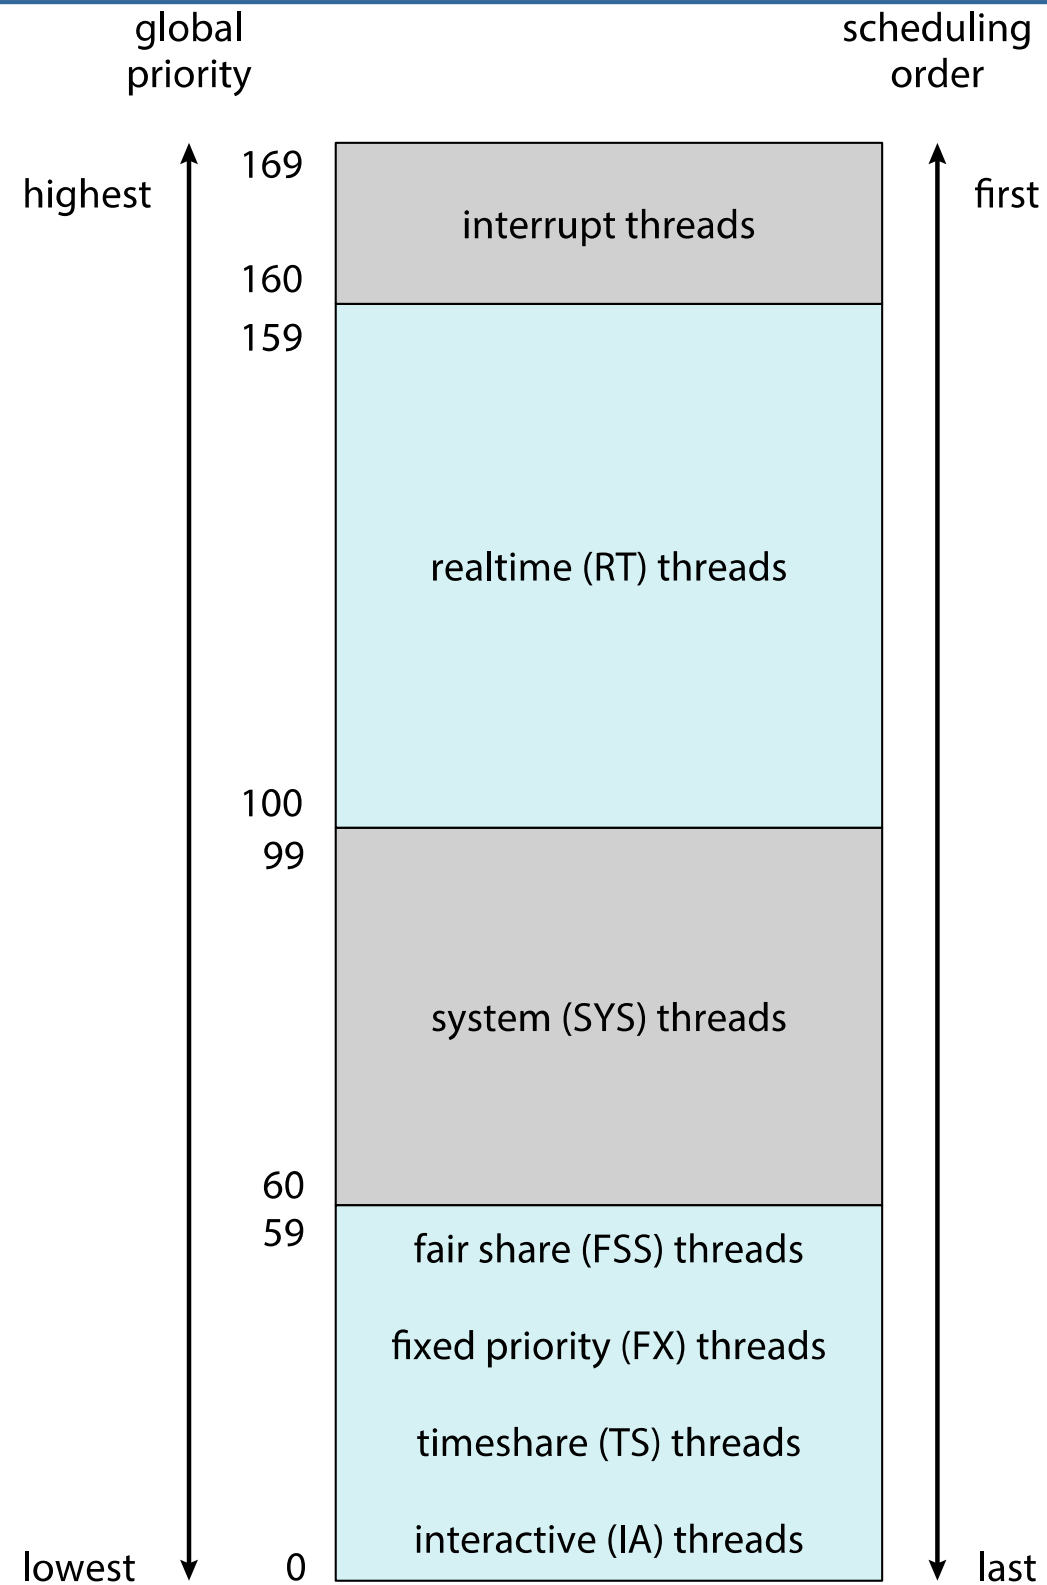 global
priority
scheduling
order
highest
169
first
interrupt threads
160
159
realtime (RT) threads
100
99
system (SYS) threads
60
59
fair share (FSS) threads
fixed priority (FX) threads
timeshare (TS) threads
interactive (IA) threads
lowest
0
last